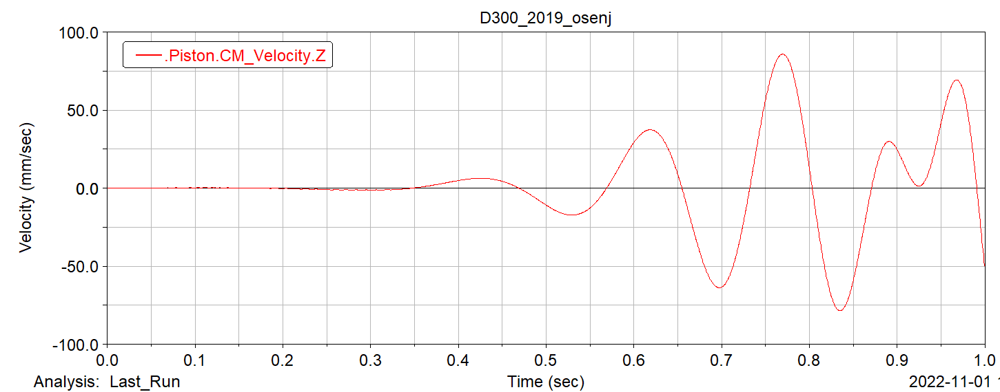 D300_2019_osenj
.Piston.CM_Velocity.Z
100.0
50.0
0.0
-50.0
-100.0
Velocity (mm/sec)
0.0 0.1 0.2 0.3 0.4 0.5 0.6 0.7 0.8 0.9 1.0
Analysis: Last_Run Time (sec) 2022-11-01